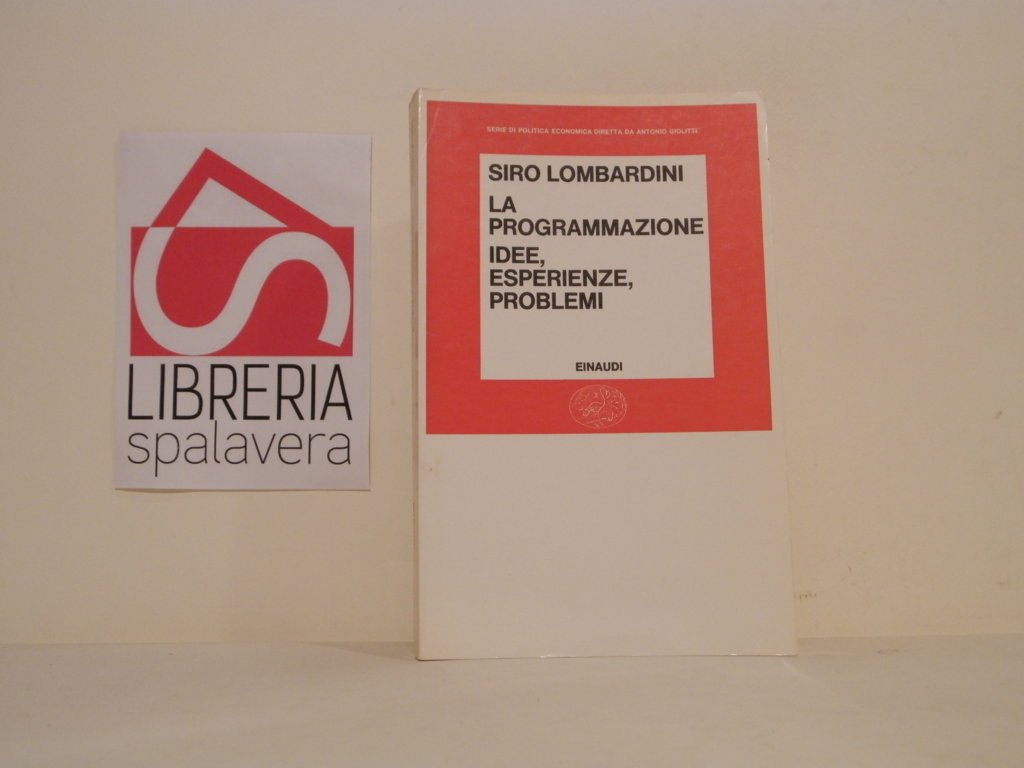 LIBRERIA
spalavera
SERIE DI POLITICA ECONOMICA DIRETTA DA ANTONIO GIOLITTI
SIRO LOMBARDINI
LA
PROGRAMMAZIONE
IDEE,
ESPERIENZE,
PROBLEMI
EINAUDI